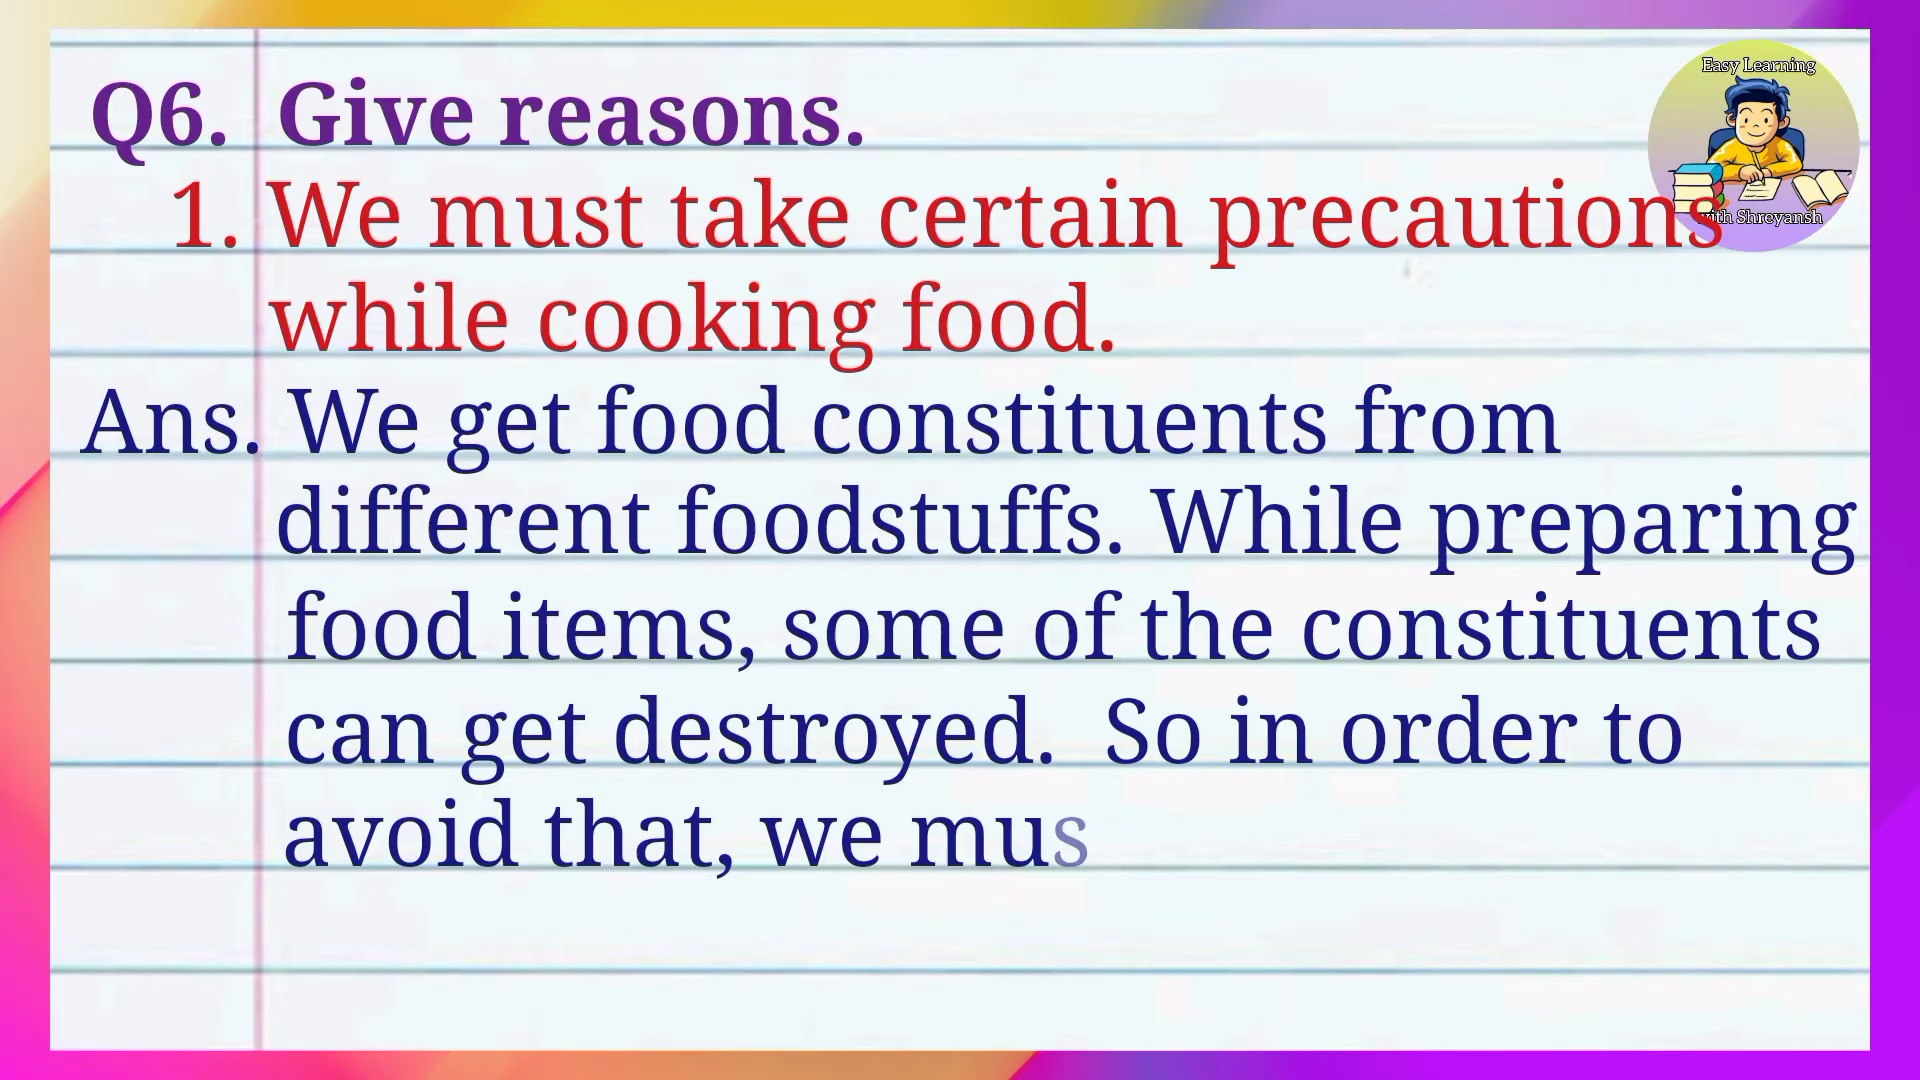 Q6. Give reasons.
1. We must take certain precautions
while cooking food.
Ans. We get food constituents from
different foodstuffs. While preparing
food items, some of the constituents
can get destroyed. So in order to
avoid that, we mus
Easy Learning
with Shreyansh